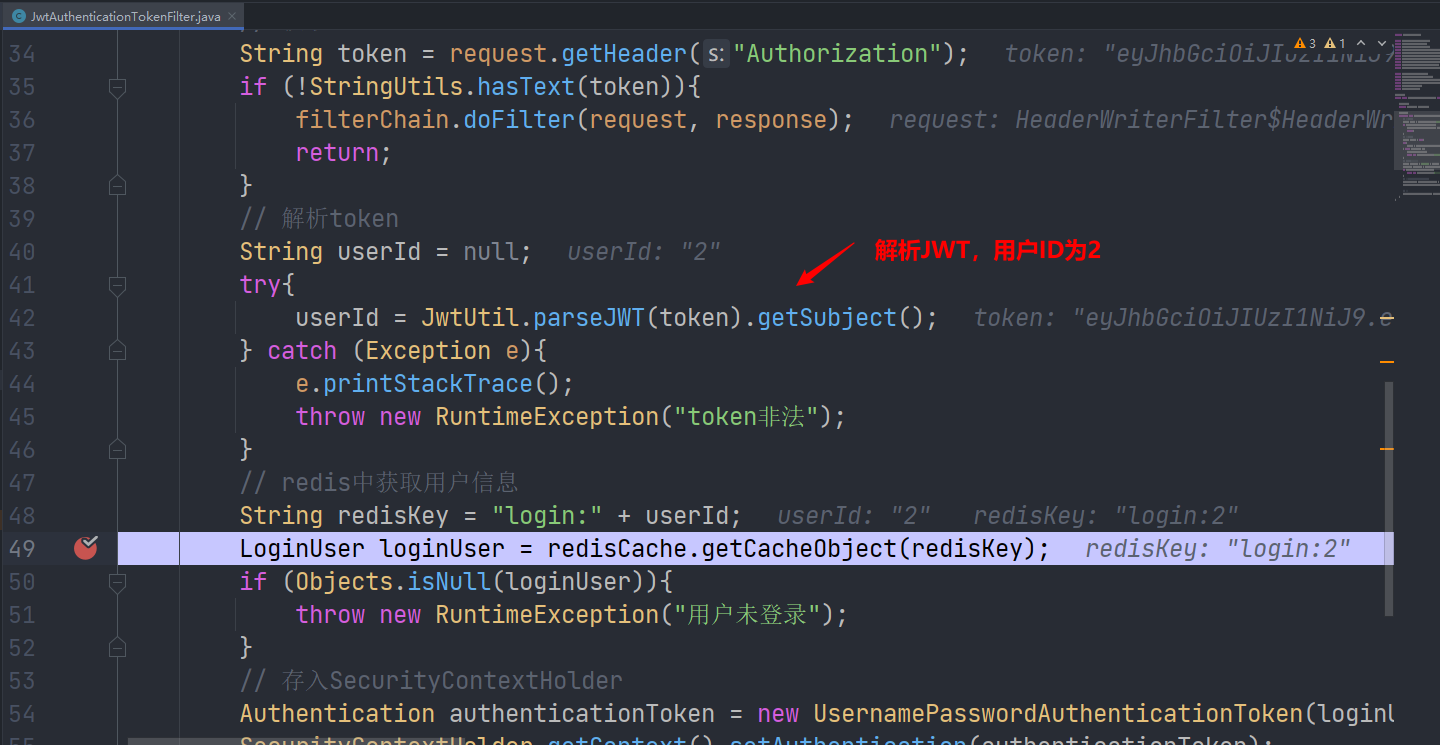 JwtAuthenticationTokenFilter.java
3 1
34 String token = request.getHeader( s: "Authorization"); token: "eyJhbGciOiJIUzI1NiJ9
35 if (!StringUtils.hasText(token)){
36 filterChain.doFilter(request, response); request: HeaderWriterFilter$HeaderWr
37 return;
38 }
39 // 解析token
40 String userId = null; userId: "2"
解析JWT，用户ID为2
41 try{
42 userId = JwtUtil.parseJWT(token).getSubject(); token: "eyJhbGciOiJIUzI1NiJ9.e
43 } catch (Exception e){
44 e.printStackTrace();
45 throw new RuntimeException("token非法");
46 }
47 // redis中获取用户信息
48 String redisKey = "login:" + userId; userId: "2" redisKey: "login:2"
49 LoginUser loginUser = redisCache.getCacheObject(redisKey); redisKey: "login:2"
50 if (Objects.isNull(loginUser)){
51 throw new RuntimeException("用户未登录");
52 }
53 // 存入SecurityContextHolder
54 Authentication authenticationToken = new UsernamePasswordAuthenticationToken(loginU
55 SecurityContextHolder.getContext().setAuthentication(authenticationToken);